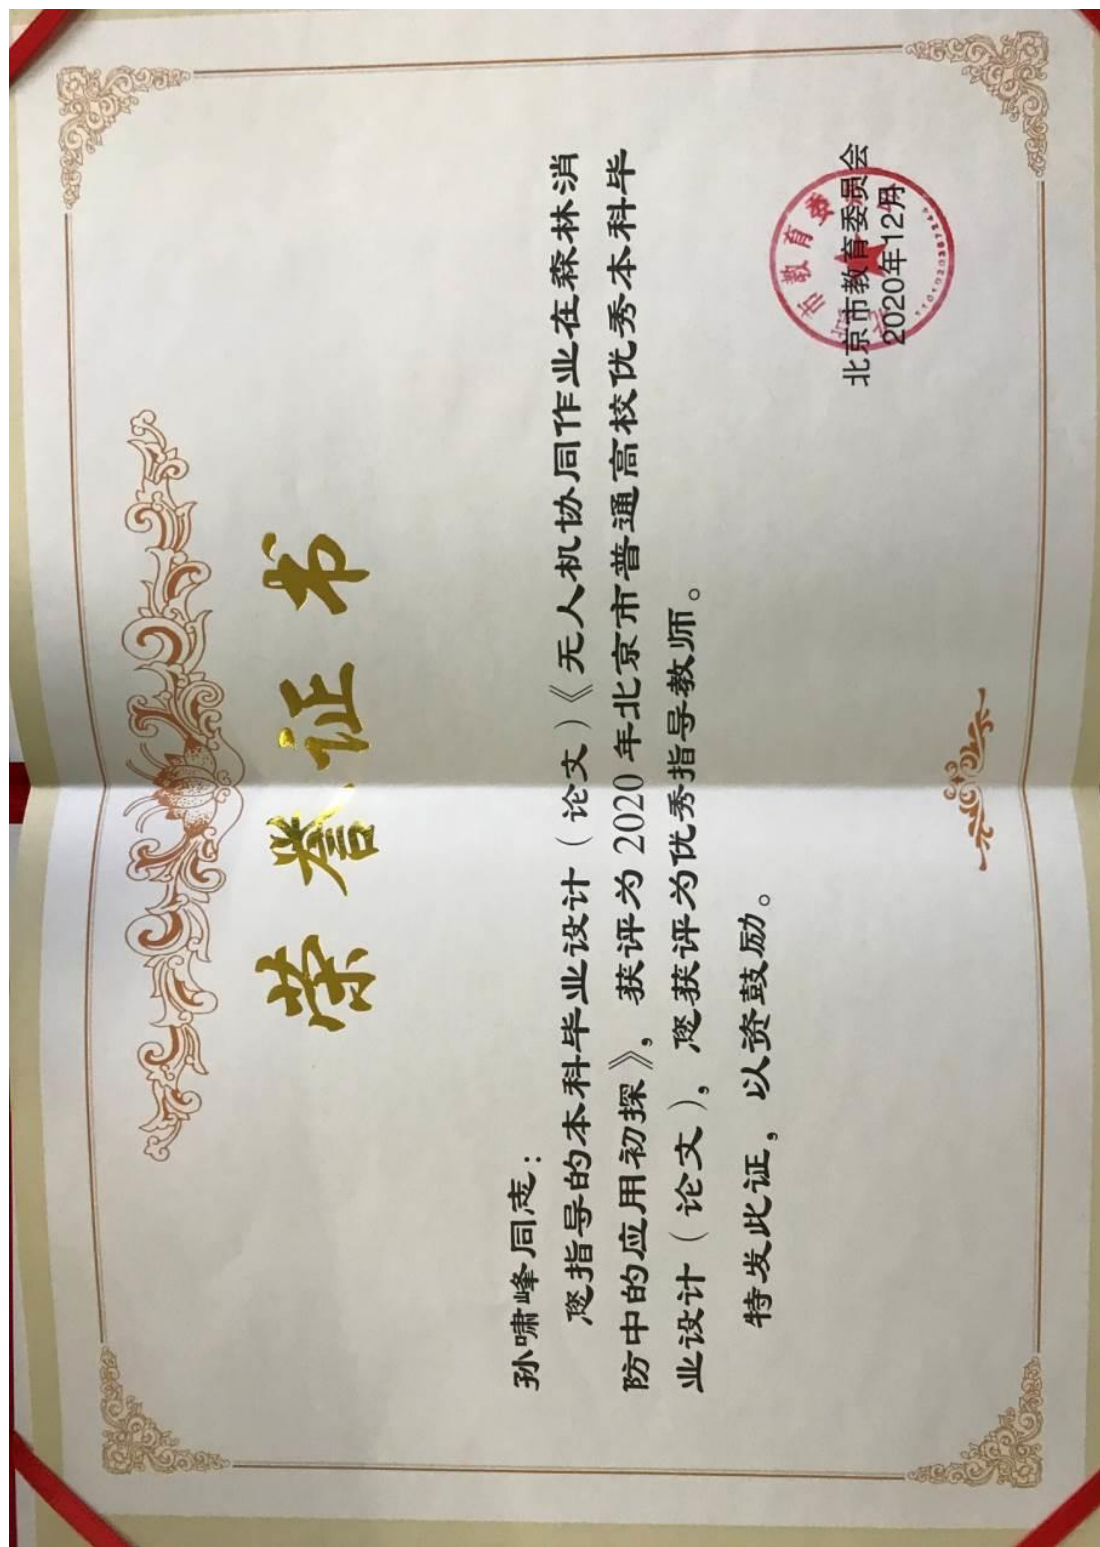 荣誉证书
孙啸峰同志：
您指导的本科毕业设计（论文）《无人机协同作业在森林消
防中的应用初探》，获评为2020年北京市普通高校优秀本科毕
业设计（论文），您获评为优秀指导教师。
特发此证，以资鼓励。
北京市教育委员会
2020年12月